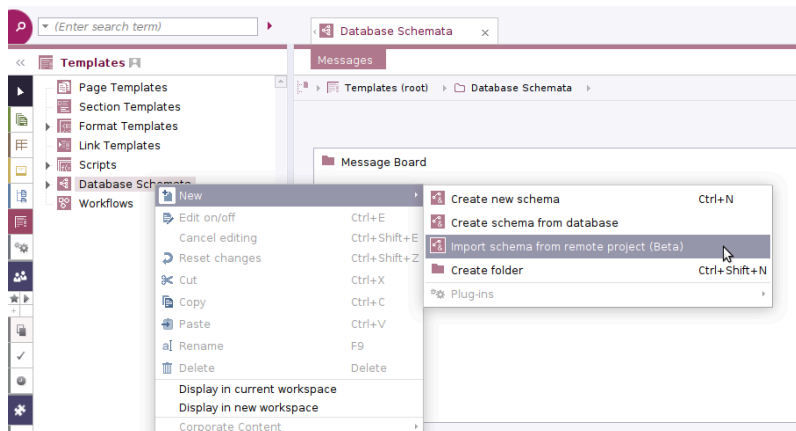 (Enter search term)
Database Schemata x
Templates
Messages
Page Templates
Templates (root) Database Schemata
Section Templates
Format Templates
Link Templates
Scripts
Message Board
Database Schemata
Workflows
New
Create new schema Ctrl+N
Edit on/off Ctrl+E
Create schema from database
Cancel editing Ctrl+Shift+E
Import schema from remote project (Beta)
Reset changes Ctrl+Shift+Z
Create folder Ctrl+Shift+N
Cut Ctrl+X
Plug-ins
Copy Ctrl+C
Paste Ctrl+V
Rename F9
Delete Delete
Display in current workspace
Display in new workspace
Corporate Content